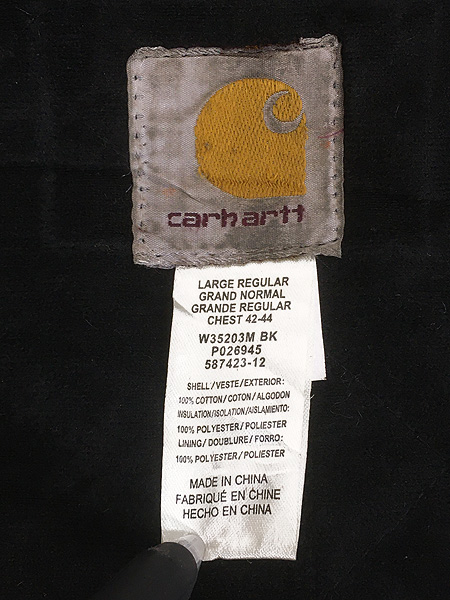 carhartt
LARGE REGULAR
GRAND NORMAL
GRANDE REGULAR
CHEST 42-44
W35203M BK
P026945
587423-12
SHELL/VESTE/EXTERIOR:
100% COTTON/COTON/ALGODON
INSULATION/ISOLATION/AISLAMIENTO:
100% POLYESTER/POLIESTER
LINING/DOUBLURE/FORRO:
100% POLYESTER/POLIESTER
MADE IN CHINA
FABRIQUÉ EN CHINE
HECHO EN CHINA